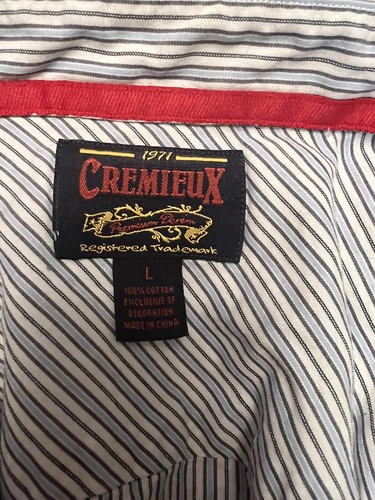 1971
CREMIEUX
Premium Denim
Registered Trademark
L
100% COTTON
EXCLUSIVE OF
DECORATION
MADE IN CHINA